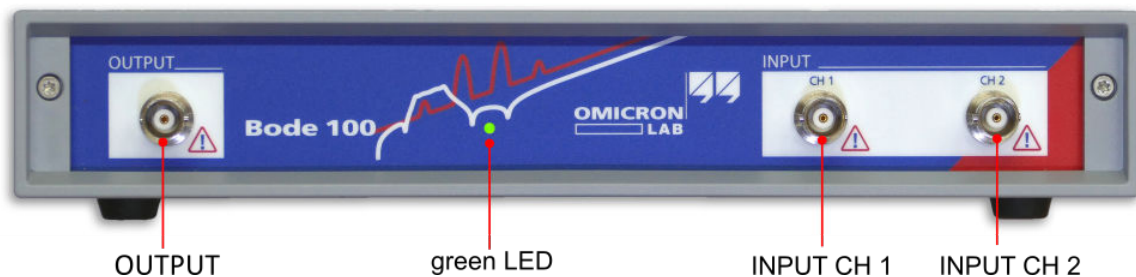 OUTPUT
INPUT
CH 1
CH 2
Bode 100
OMICRON
LAB
OUTPUT
green LED
INPUT CH 1
INPUT CH 2